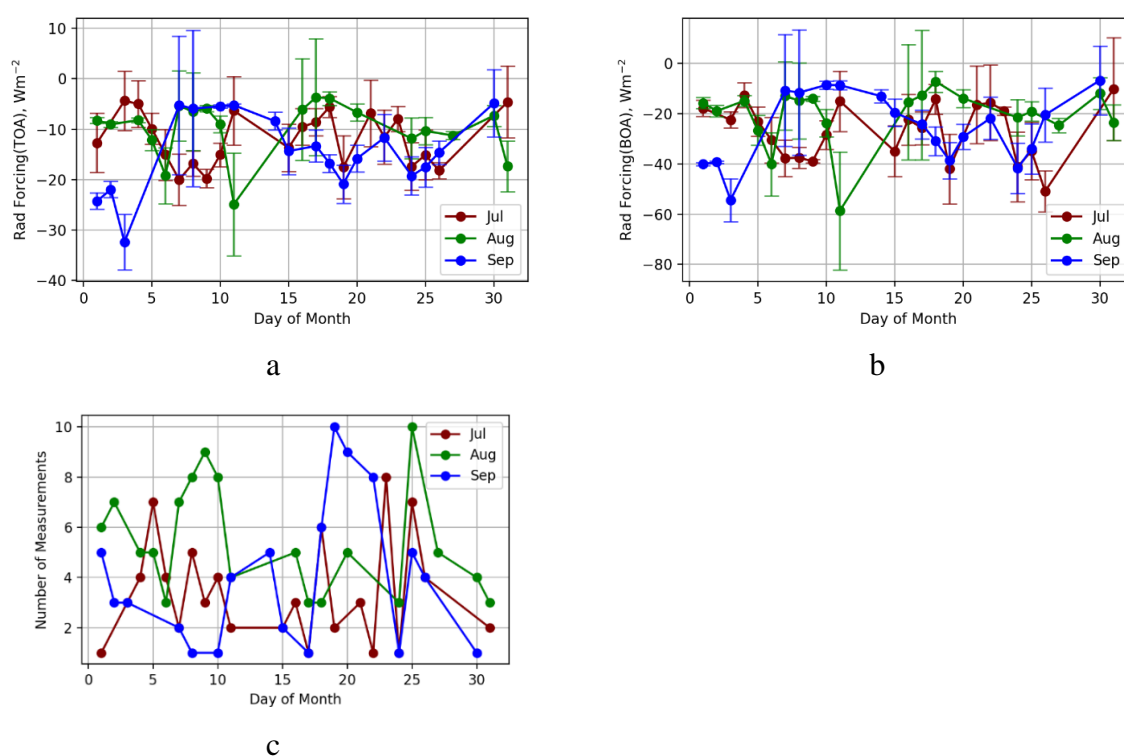 10
0
−10
−20
−30
−40
Rad Forcing(TOA), Wm⁻²
0 5 10 15 20 25 30
Day of Month
Jul
Aug
Sep
a
0
−20
−40
−60
−80
Rad Forcing(BOA), Wm⁻²
0 5 10 15 20 25 30
Day of Month
Jul
Aug
Sep
b
10
8
6
4
2
Number of Measurements
0 5 10 15 20 25 30
Day of Month
Jul
Aug
Sep
c